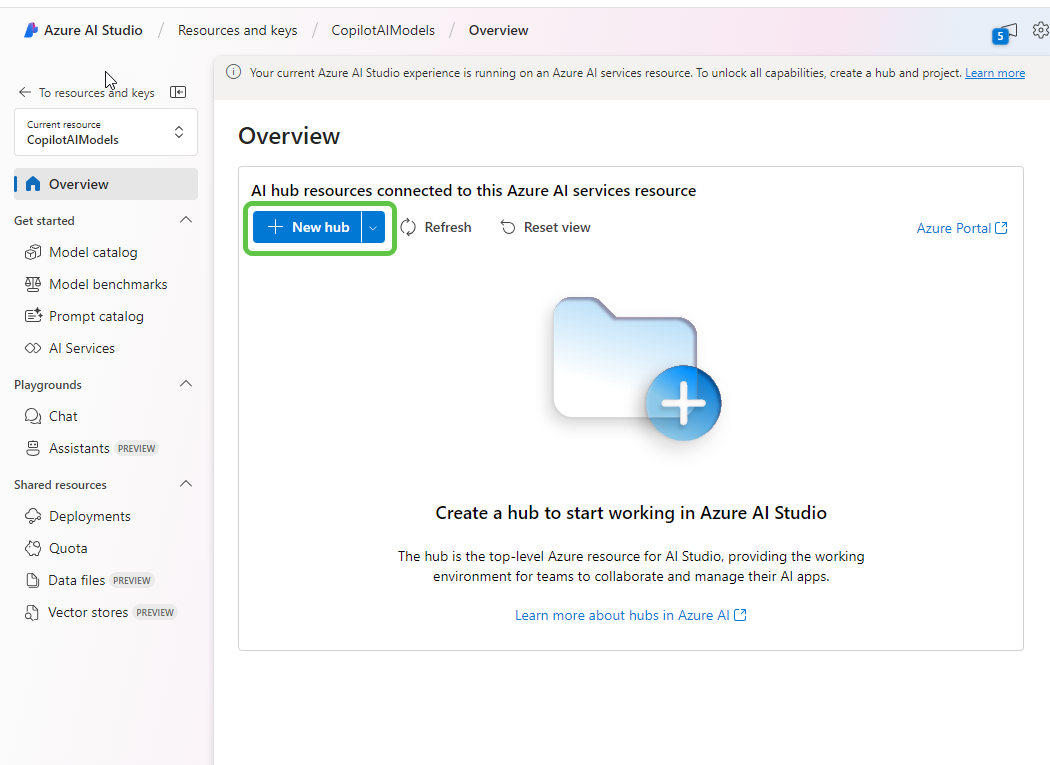 Azure AI Studio / Resources and keys / CopilotAIModels / Overview
5
To resources and keys
Current resource
CopilotAIModels
Overview
Get started
Model catalog
Model benchmarks
Prompt catalog
AI Services
Playgrounds
Chat
Assistants PREVIEW
Shared resources
Deployments
Quota
Data files PREVIEW
Vector stores PREVIEW
Your current Azure AI Studio experience is running on an Azure AI services resource. To unlock all capabilities, create a hub and project. Learn more
Overview
AI hub resources connected to this Azure AI services resource
New hub Refresh Reset view Azure Portal
Create a hub to start working in Azure AI Studio
The hub is the top-level Azure resource for AI Studio, providing the working
environment for teams to collaborate and manage their AI apps.
Learn more about hubs in Azure AI